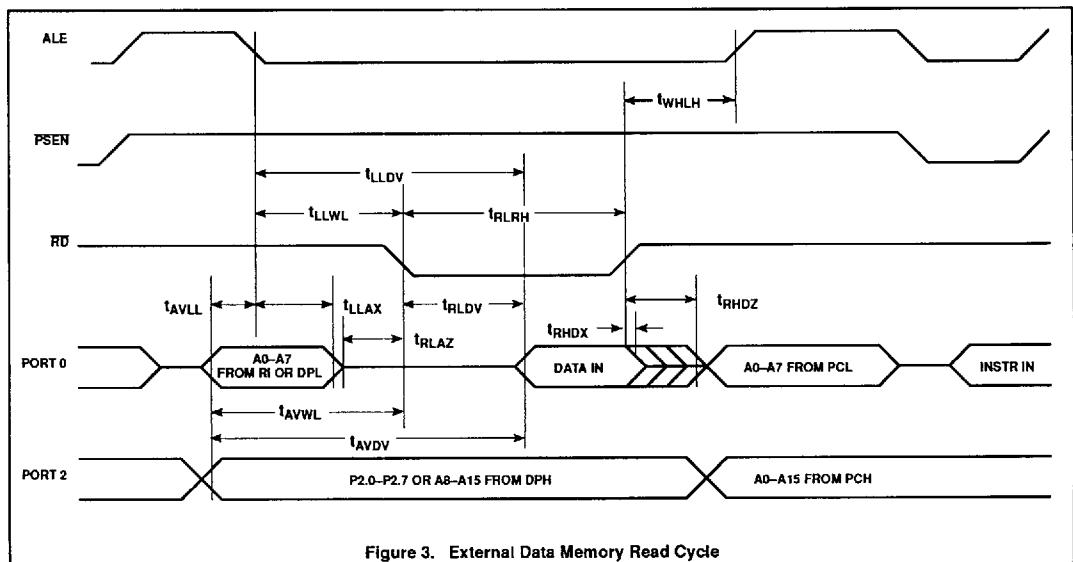 ALE
tWHLH
PSEN
tLLDV
tLLWL
tRLRH
RD
tAVLL
tLLAX
tRLDV
tRHDZ
tRLAZ
tRHDX
PORT 0
A0–A7
FROM RI OR DPL
DATA IN
A0–A7 FROM PCL
INSTR IN
tAVWL
tAVDV
PORT 2
P2.0–P2.7 OR A8–A15 FROM DPH
A0–A15 FROM PCH
Figure 3. External Data Memory Read Cycle